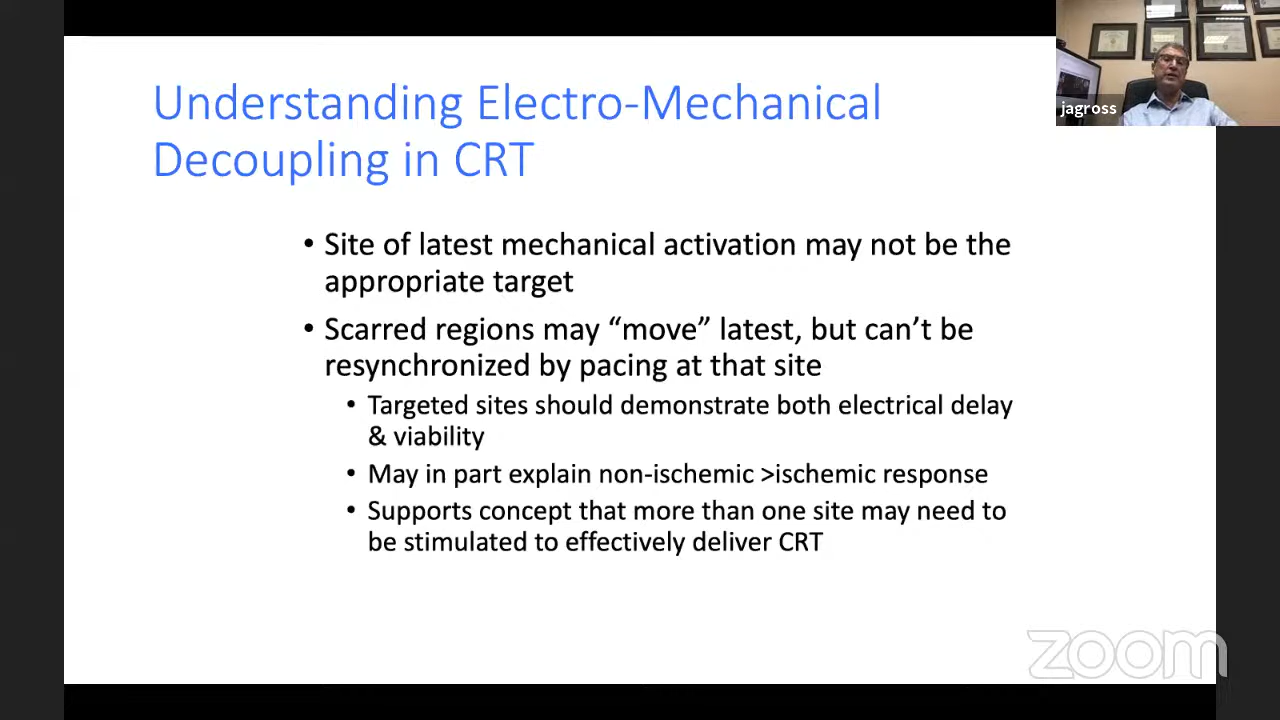 Understanding Electro-Mechanical
Decoupling in CRT
jagross
• Site of latest mechanical activation may not be the
appropriate target
• Scarred regions may “move” latest, but can’t be
resynchronized by pacing at that site
• Targeted sites should demonstrate both electrical delay
& viability
• May in part explain non-ischemic >ischemic response
• Supports concept that more than one site may need to
be stimulated to effectively deliver CRT
zoom